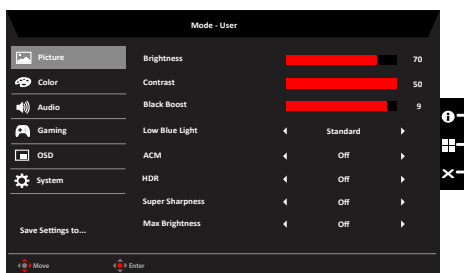 Mode - User
Picture
Color
Audio
Gaming
OSD
System
Save Settings to...
Brightness 70
Contrast 50
Black Boost 9
Low Blue Light Standard
ACM Off
HDR Off
Super Sharpness Off
Max Brightness Off
Move Enter